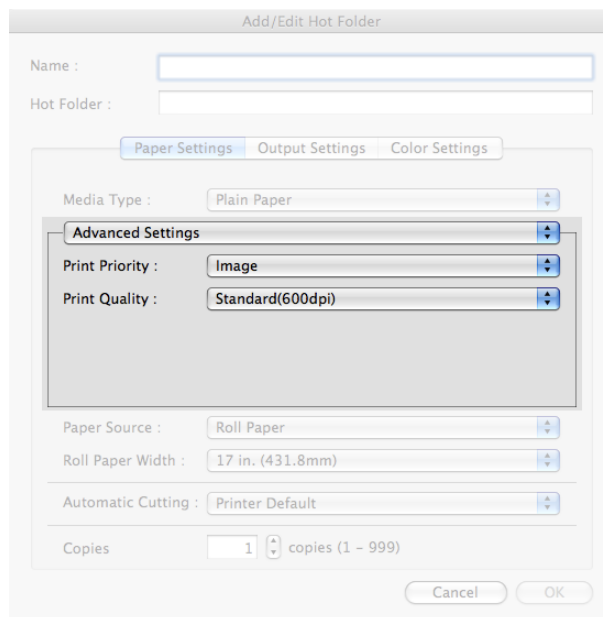 Add/Edit Hot Folder
Name :
Hot Folder :
Paper Settings Output Settings Color Settings
Media Type : Plain Paper
Advanced Settings
Print Priority : Image
Print Quality : Standard(600dpi)
Paper Source : Roll Paper
Roll Paper Width : 17 in. (431.8mm)
Automatic Cutting : Printer Default
Copies 1 copies (1 – 999)
Cancel OK